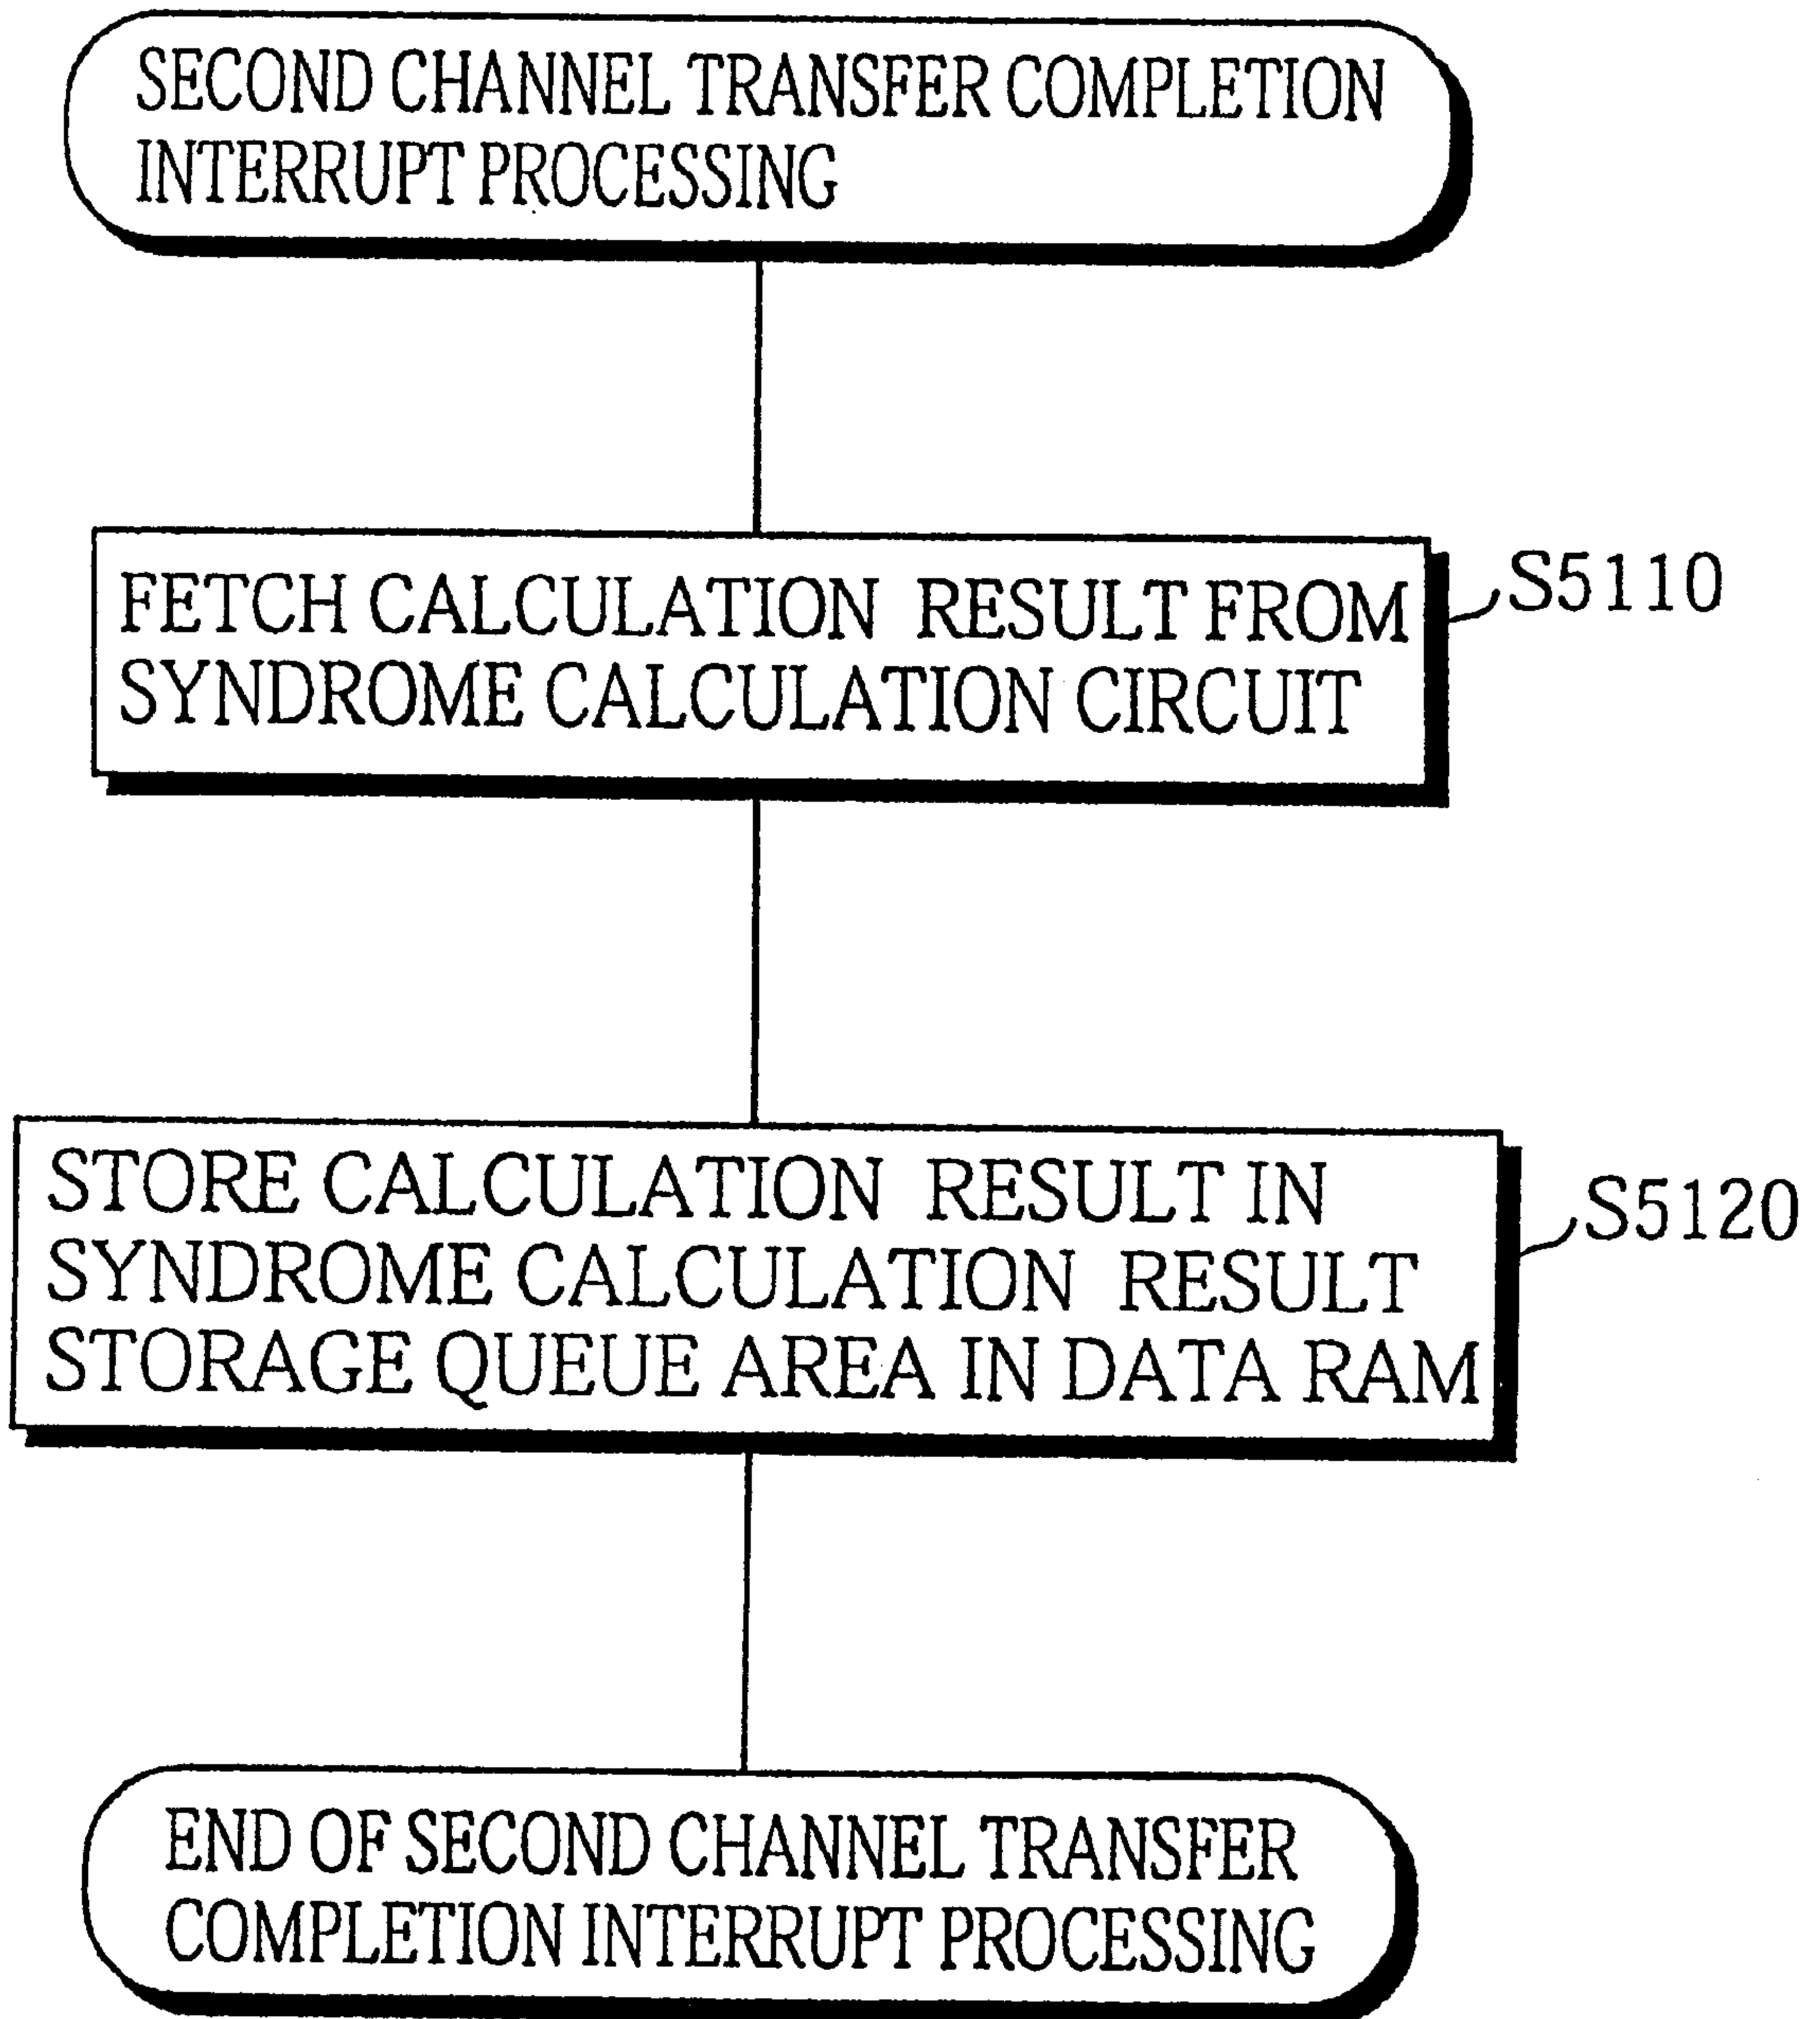 SECOND CHANNEL TRANSFER COMPLETION
INTERRUPT PROCESSING
FETCH CALCULATION RESULT FROM
SYNDROME CALCULATION CIRCUIT
S5110
STORE CALCULATION RESULT IN
SYNDROME CALCULATION RESULT
STORAGE QUEUE AREA IN DATA RAM
S5120
END OF SECOND CHANNEL TRANSFER
COMPLETION INTERRUPT PROCESSING